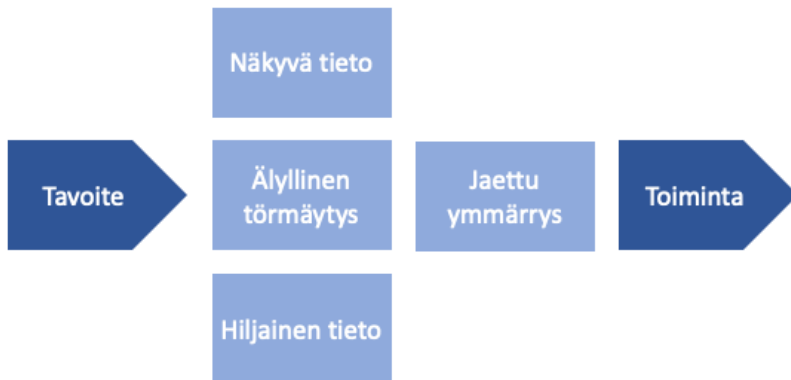 Näkyvä tieto
Tavoite
Älyllinen
törmäytys
Jaettu
ymmärrys
Toiminta
Hiljainen tieto